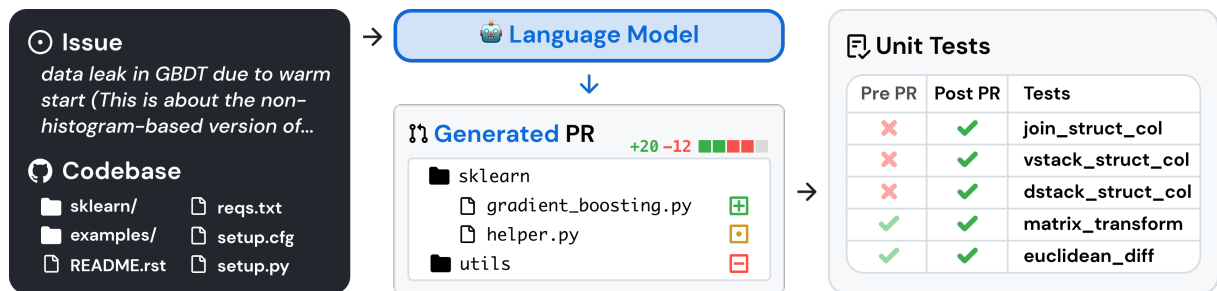 Issue
data leak in GBDT due to warm
start (This is about the non-
histogram-based version of...
Codebase
sklearn/
reqs.txt
examples/
setup.cfg
README.rst
setup.py
Language Model
Generated PR
+20 -12
sklearn
gradient_boosting.py
helper.py
utils
Unit Tests
Pre PR Post PR Tests
join_struct_col
vstack_struct_col
dstack_struct_col
matrix_transform
euclidean_diff